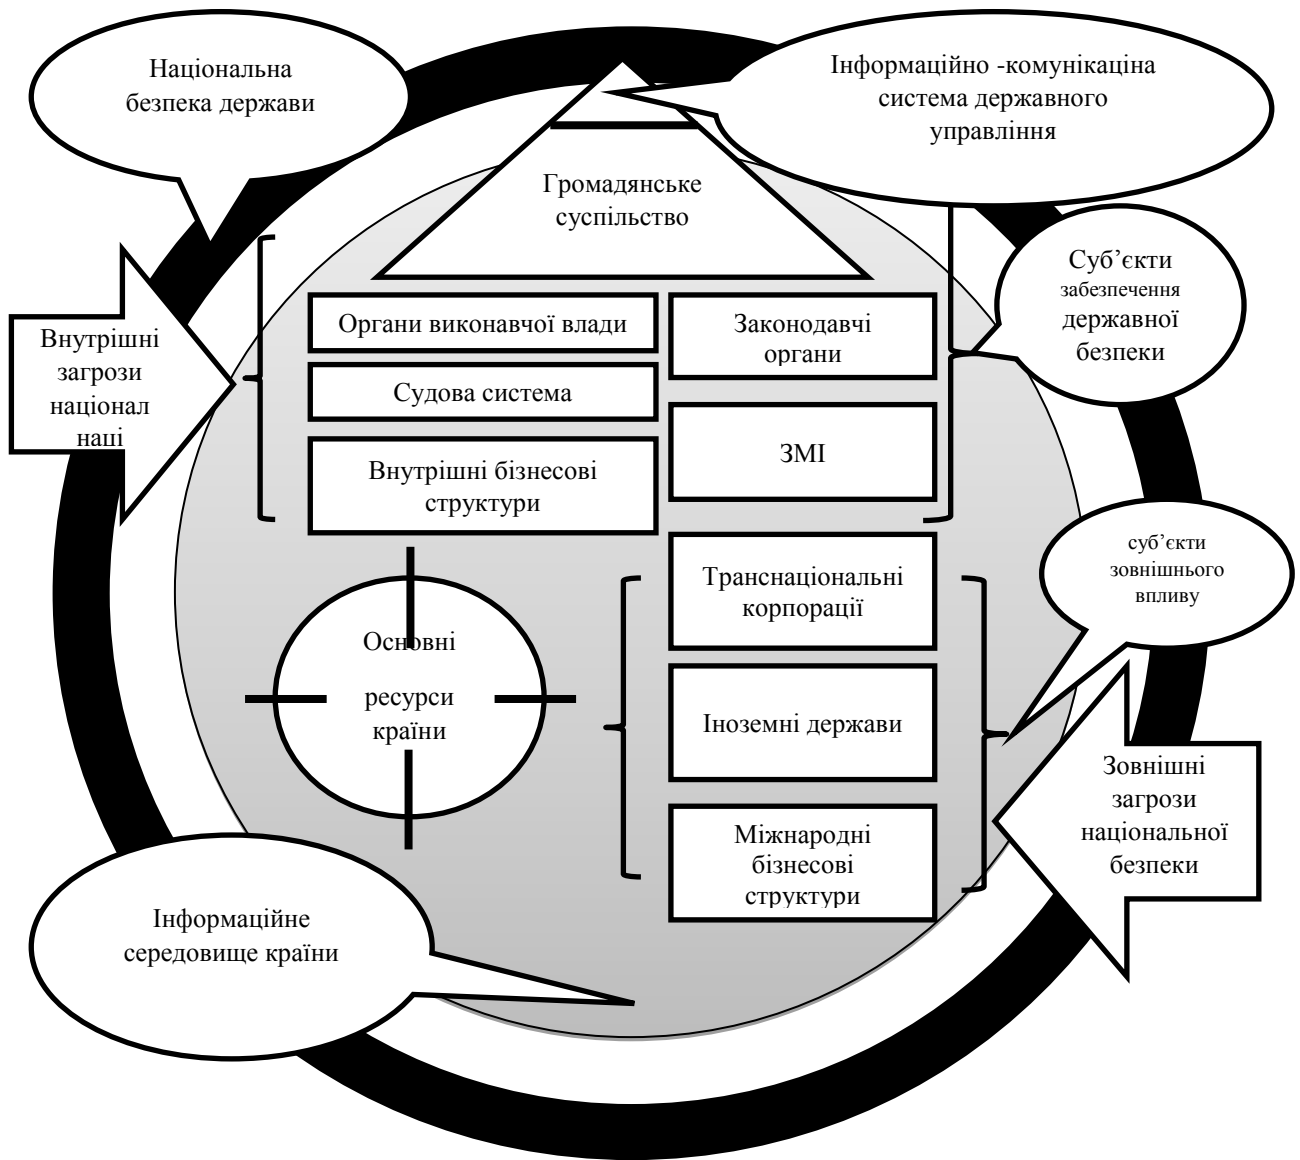 Національна
безпека держави
Інформаційно -комунікаціна
система державного
управління
Громадянське
суспільство
Суб’єкти
забезпечення
державної
безпеки
Внутрішні
загрози
націонал
наці
Органи виконавчої влади
Законодавчі
органи
Судова система
ЗМІ
Внутрішні бізнесові
структури
суб’єкти
зовнішнього
впливу
Транснаціональні
корпорації
Основні
ресурси
країни
Іноземні держави
Зовнішні
загрози
національної
безпеки
Міжнародні
бізнесові
структури
Інформаційне
середовище країни